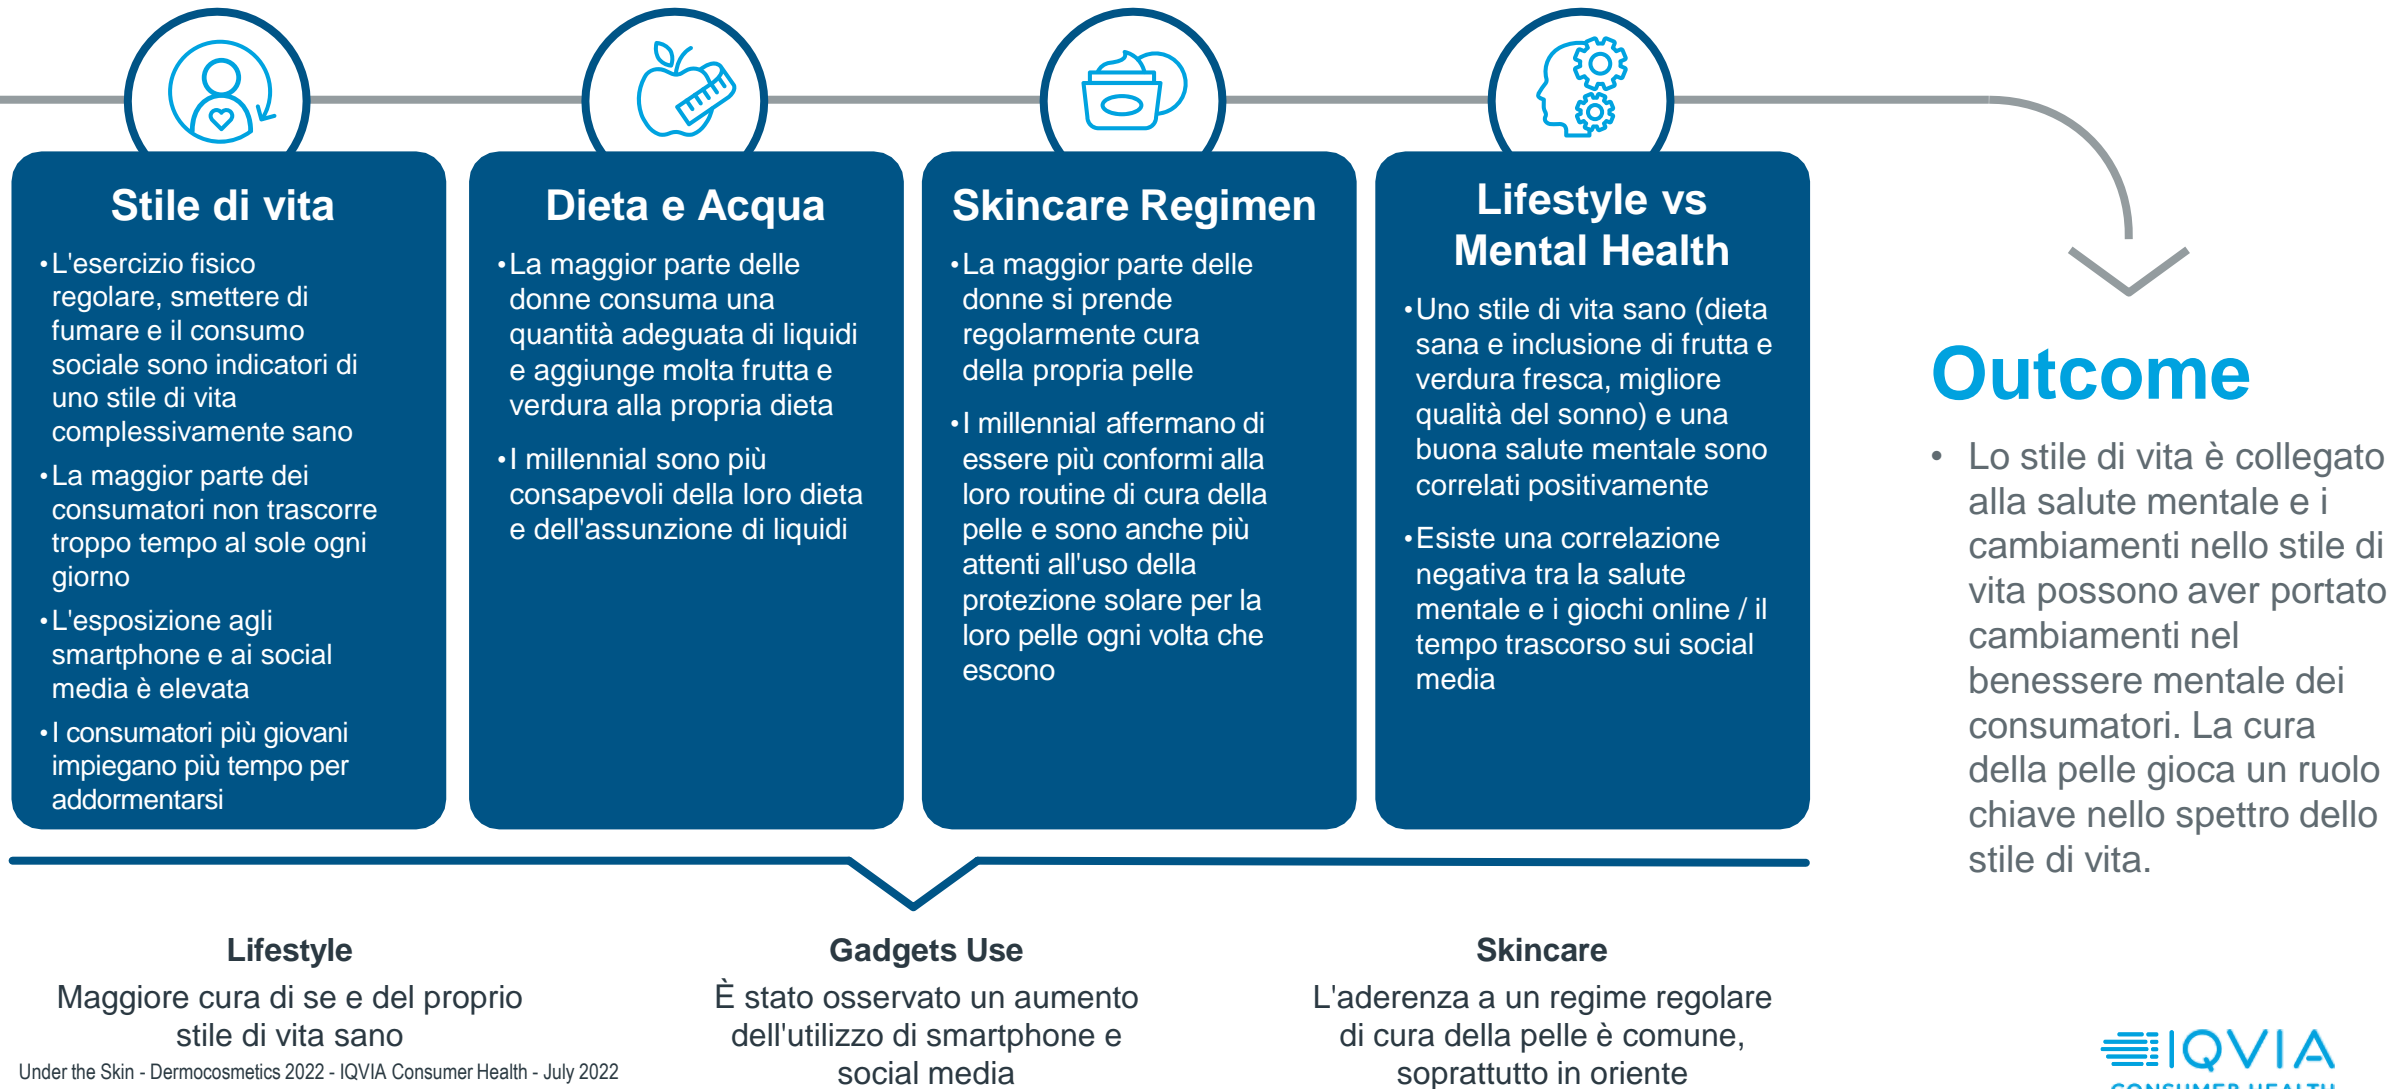 Stile di vita
•L'esercizio fisico
regolare, smettere di
fumare e il consumo
sociale sono indicatori di
uno stile di vita
complessivamente sano
•La maggior parte dei
consumatori non trascorre
troppo tempo al sole ogni
giorno
•L'esposizione agli
smartphone e ai social
media è elevata
•I consumatori più giovani
impiegano più tempo per
addormentarsi
Dieta e Acqua
•La maggior parte delle
donne consuma una
quantità adeguata di liquidi
e aggiunge molta frutta e
verdura alla propria dieta
•I millennial sono più
consapevoli della loro dieta
e dell'assunzione di liquidi
Skincare Regimen
•La maggior parte delle
donne si prende
regolarmente cura
della propria pelle
•I millennial affermano di
essere più conformi alla
loro routine di cura della
pelle e sono anche più
attenti all'uso della
protezione solare per la
loro pelle ogni volta che
escono
Lifestyle vs
Mental Health
•Uno stile di vita sano (dieta
sana e inclusione di frutta e
verdura fresca, migliore
qualità del sonno) e una
buona salute mentale sono
correlati positivamente
•Esiste una correlazione
negativa tra la salute
mentale e i giochi online / il
tempo trascorso sui social
media
Outcome
• Lo stile di vita è collegato
alla salute mentale e i
cambiamenti nello stile di
vita possono aver portato
cambiamenti nel
benessere mentale dei
consumatori. La cura
della pelle gioca un ruolo
chiave nello spettro dello
stile di vita.
Lifestyle
Maggiore cura di se e del proprio
stile di vita sano
Gadgets Use
È stato osservato un aumento
dell'utilizzo di smartphone e
social media
Skincare
L'aderenza a un regime regolare
di cura della pelle è comune,
soprattutto in oriente
Under the Skin - Dermocosmetics 2022 - IQVIA Consumer Health - July 2022
IQVIA
CONSUMER HEALTH